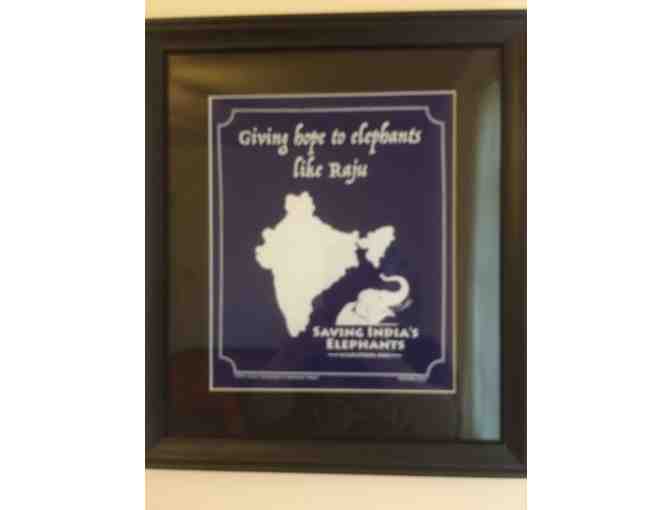 Giving hope to elephants
like Raju
SAVING INDIA'S
ELEPHANTS